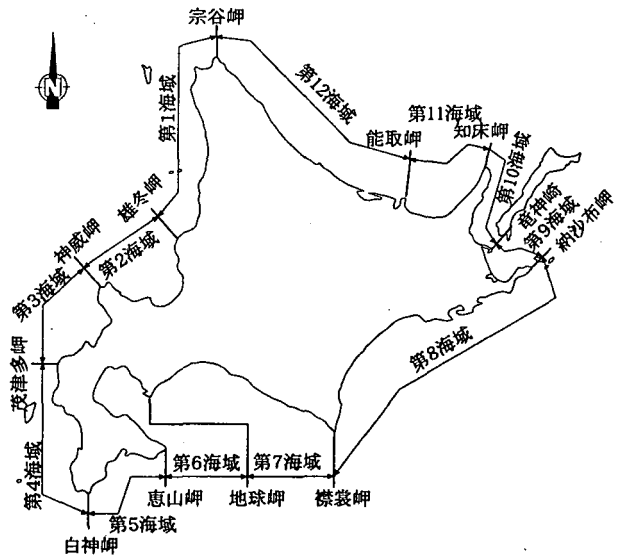 宗谷岬
N
第1海域
第12海域
第11海域
能取岬
知床岬
第10海域
竜神崎
第9海域
納沙布岬
雄冬岬
神威岬
第2海域
第3海域
茂津多岬
第8海域
第4海域
第6海域
第7海域
恵山岬
地球岬
襟裳岬
第5海域
白神岬